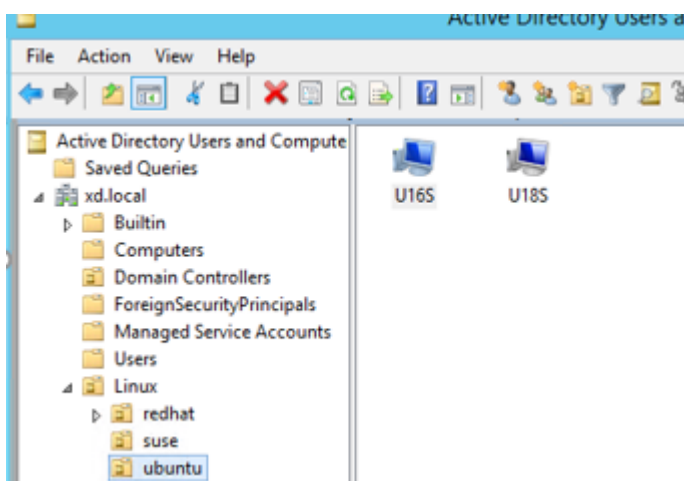 Active Directory Users a
File Action View Help
Active Directory Users and Compute
Saved Queries
xd.local
Builtin
Computers
Domain Controllers
ForeignSecurityPrincipals
Managed Service Accounts
Users
Linux
redhat
suse
ubuntu
U16S U18S